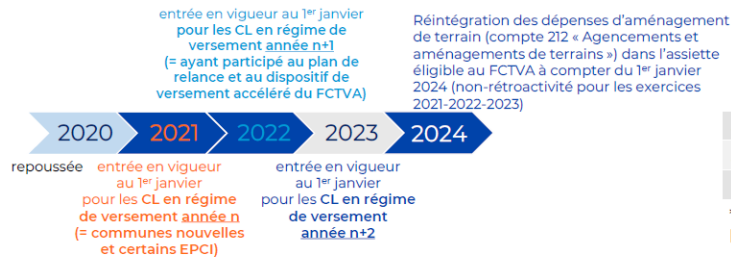 entrée en vigueur au 1er janvier
pour les CL en régime de
versement année n+1
(= ayant participé au plan de
relance et au dispositif de
versement accéléré du FCTVA)
Réintégration des dépenses d'aménagement
de terrain (compte 212 « Agencements et
aménagements de terrains ») dans l'assiette
éligible au FCTVA à compter du 1er janvier
2024 (non-rétroactivité pour les exercices
2021-2022-2023)
2020 2021 2022 2023 2024
repoussée
entrée en vigueur
au 1er janvier
pour les CL en régime
de versement année n
(= communes nouvelles
et certains EPCI)
entrée en vigueur
au 1er janvier
pour les CL en régime
de versement
année n+2